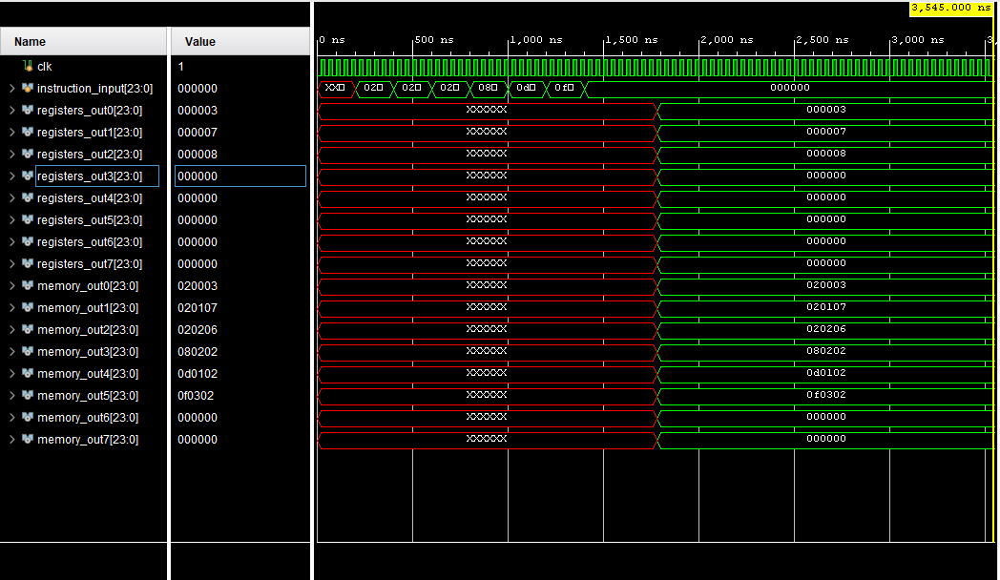 3,545.000 ns
Name Value
0 ns 500 ns 1,000 ns 1,500 ns 2,000 ns 2,500 ns 3,000 ns 3,
clk 1
instruction_input[23:0] 000000 XX 02 02 02 08 0d 0f 000000
registers_out0[23:0] 000003 XXXXXX 000003
registers_out1[23:0] 000007 XXXXXX 000007
registers_out2[23:0] 000008 XXXXXX 000008
registers_out3[23:0] 000000 XXXXXX 000000
registers_out4[23:0] 000000 XXXXXX 000000
registers_out5[23:0] 000000 XXXXXX 000000
registers_out6[23:0] 000000 XXXXXX 000000
registers_out7[23:0] 000000 XXXXXX 000000
memory_out0[23:0] 020003 XXXXXX 020003
memory_out1[23:0] 020107 XXXXXX 020107
memory_out2[23:0] 020206 XXXXXX 020206
memory_out3[23:0] 080202 XXXXXX 080202
memory_out4[23:0] 0d0102 XXXXXX 0d0102
memory_out5[23:0] 0f0302 XXXXXX 0f0302
memory_out6[23:0] 000000 XXXXXX 000000
memory_out7[23:0] 000000 XXXXXX 000000